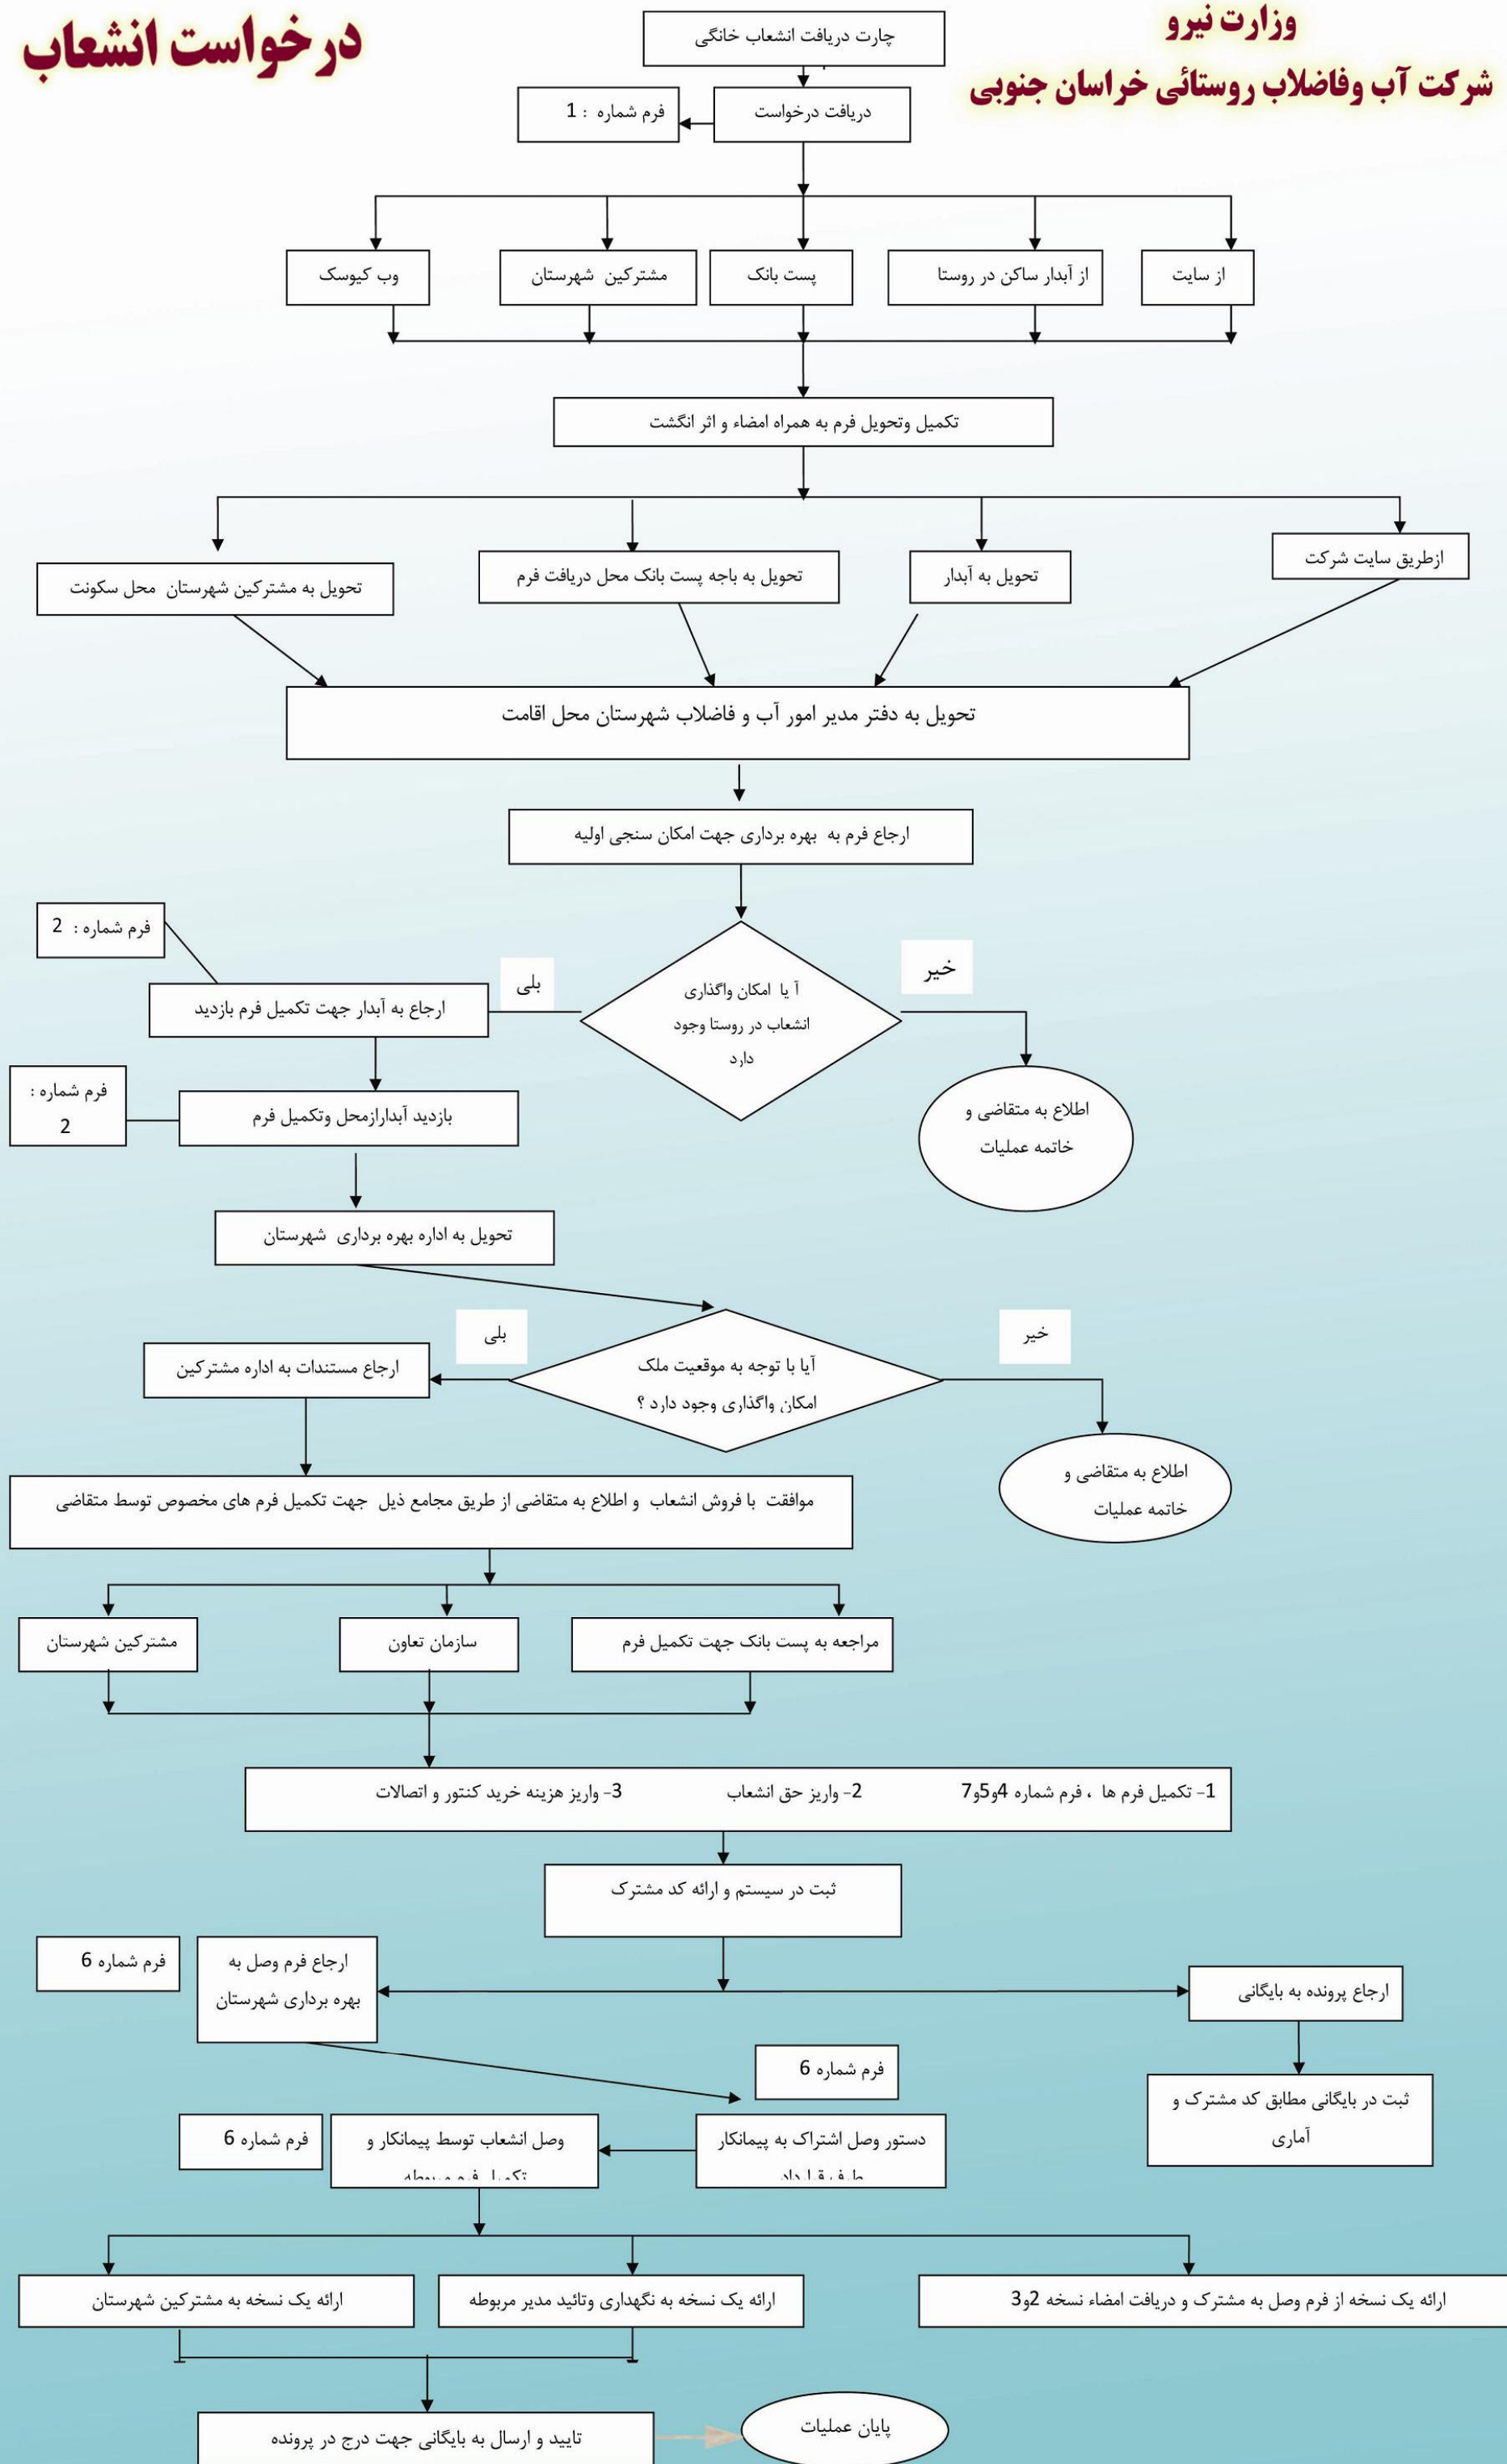 وزارت نیرو
شرکت آب وفاضلاب روستائی خراسان جنوبی
درخواست انشعاب
چارت دریافت انشعاب خانگی
دریافت درخواست
فرم شماره : 1
از سایت
از آبدار ساکن در روستا
پست بانک
مشترکین شهرستان
وب کیوسک
تکمیل وتحویل فرم به همراه امضاء و اثر انگشت
ازطریق سایت شرکت
تحویل به آبدار
تحویل به باجه پست بانک محل دریافت فرم
تحویل به مشترکین شهرستان محل سکونت
تحویل به دفتر مدیر امور آب و فاضلاب شهرستان محل اقامت
ارجاع فرم به بهره برداری جهت امکان سنجی اولیه
آ یا امکان واگذاری
انشعاب در روستا وجود
دارد
خیر
بلی
فرم شماره : 2
ارجاع به آبدار جهت تکمیل فرم بازدید
اطلاع به متقاضی و
خاتمه عملیات
بازدید آبدارازمحل وتکمیل فرم
فرم شماره :
2
تحویل به اداره بهره برداری شهرستان
خیر
بلی
آیا با توجه به موقعیت ملک
امکان واگذاری وجود دارد ؟
ارجاع مستندات به اداره مشترکین
اطلاع به متقاضی و
خاتمه عملیات
موافقت با فروش انشعاب و اطلاع به متقاضی از طریق مجامع ذیل جهت تکمیل فرم های مخصوص توسط متقاضی
مراجعه به پست بانک جهت تکمیل فرم
سازمان تعاون
مشترکین شهرستان
1- تکمیل فرم ها ، فرم شماره 4و5و7 2- واریز حق انشعاب 3- واریز هزینه خرید کنتور و اتصالات
ثبت در سیستم و ارائه کد مشترک
ارجاع پرونده به بایگانی
ارجاع فرم وصل به
بهره برداری شهرستان
فرم شماره 6
فرم شماره 6
ثبت در بایگانی مطابق کد مشترک و
آماری
دستور وصل اشتراک به پیمانکار
طرف قرارداد
وصل انشعاب توسط پیمانکار و
تکمیل فرم مربوطه
فرم شماره 6
ارائه یک نسخه از فرم وصل به مشترک و دریافت امضاء نسخه 2و3
ارائه یک نسخه به نگهداری وتائید مدیر مربوطه
ارائه یک نسخه به مشترکین شهرستان
پایان عملیات
تایید و ارسال به بایگانی جهت درج در پرونده